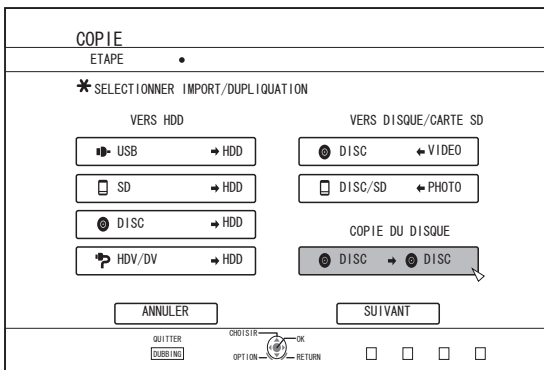 COPIE
ETAPE
SELECTIONNER IMPORT/DUPLIQUATION
VERS HDD
USB → HDD
SD → HDD
DISC → HDD
HDV/DV → HDD
VERS DISQUE/CARTE SD
DISC ← VIDEO
DISC/SD ← PHOTO
COPIE DU DISQUE
DISC → DISC
ANNULER
SUIVANT
QUITTER
DUBBING
CHOISIR
OK
OPTION
RETURN